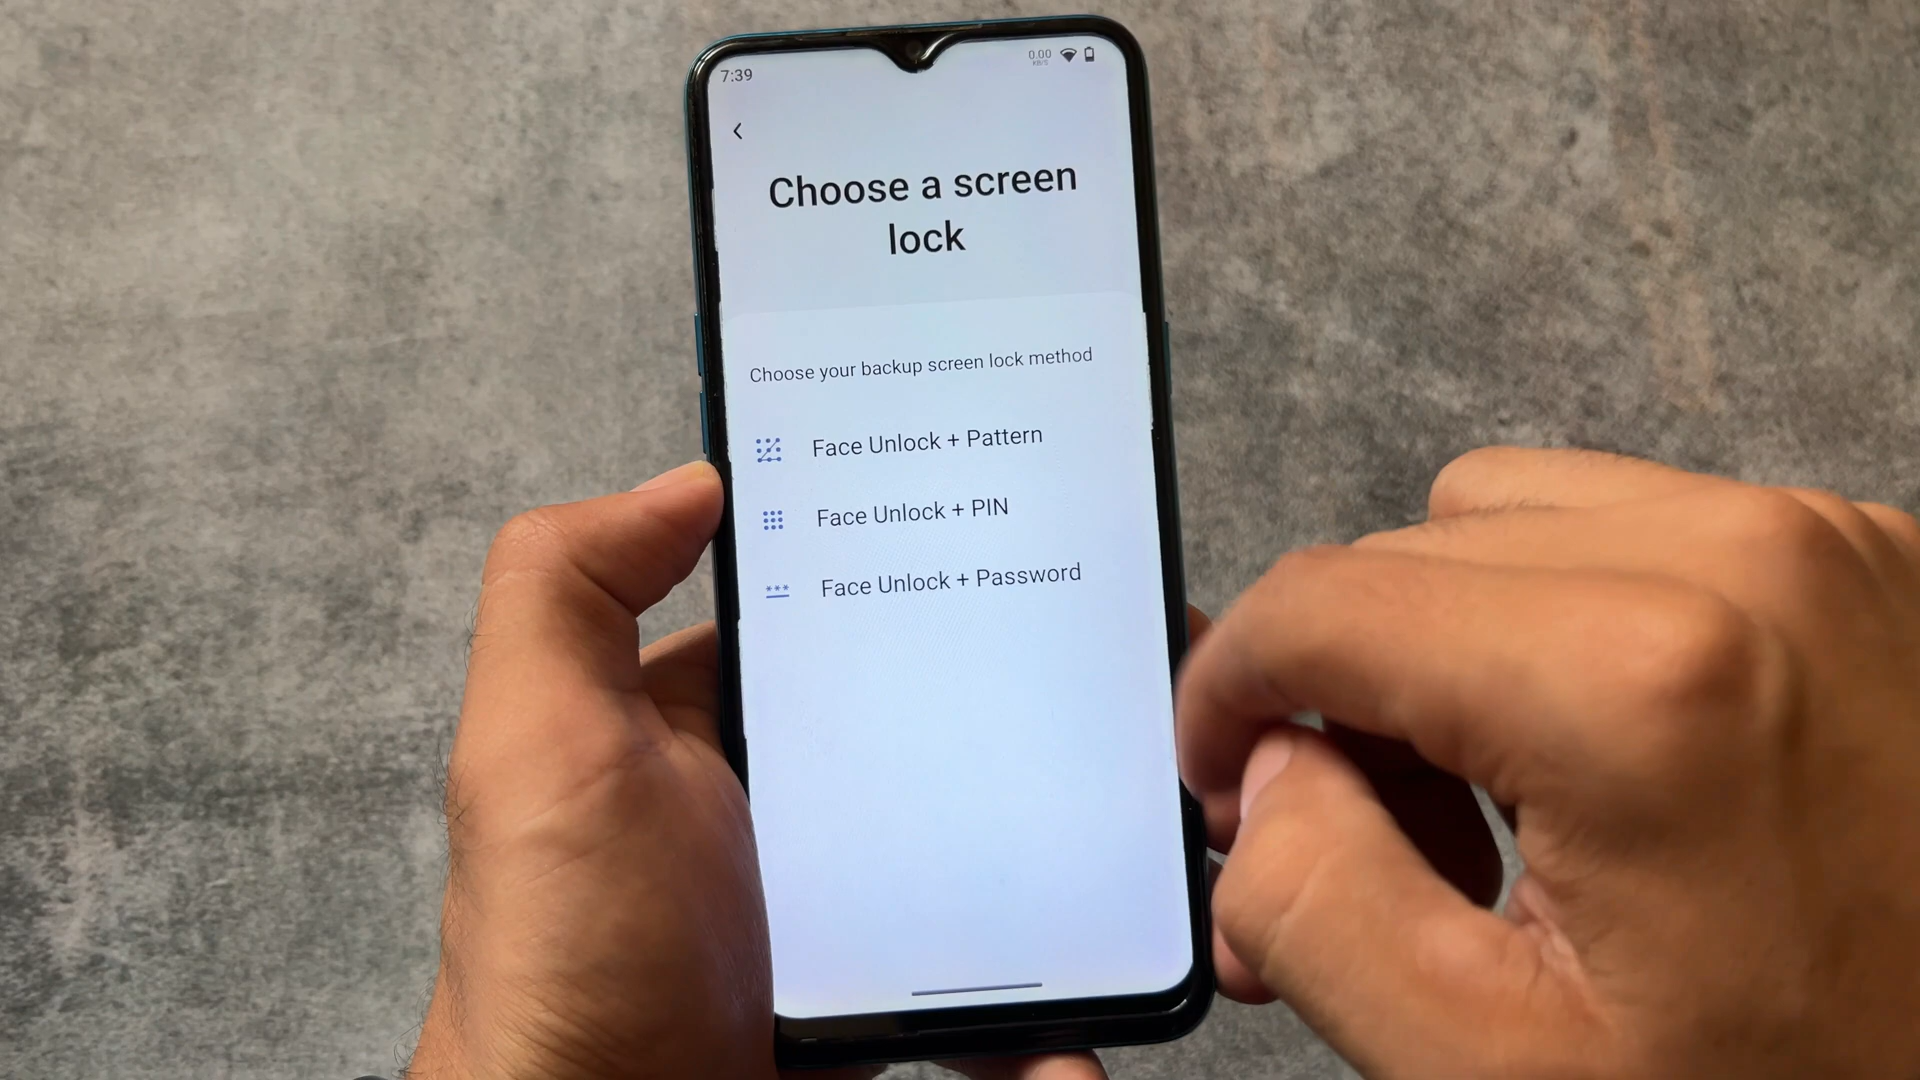 7:39
0.00
KB/S
Choose a screen
lock
Choose your backup screen lock method
Face Unlock + Pattern
Face Unlock + PIN
Face Unlock + Password